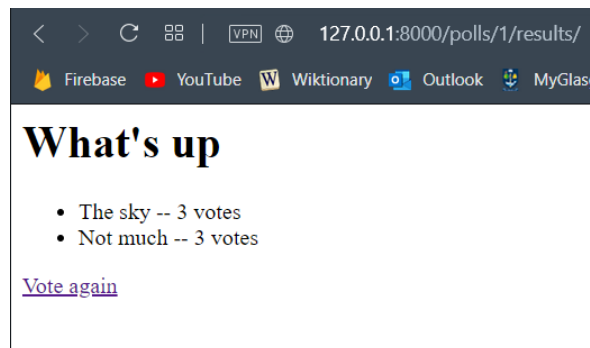 VPN 127.0.0.1:8000/polls/1/results/
Firebase YouTube W Wiktionary Outlook MyGlas
What's up
The sky -- 3 votes
Not much -- 3 votes
Vote again